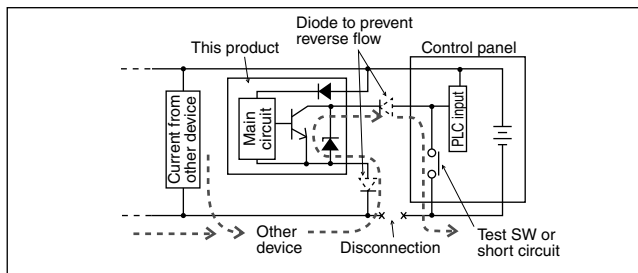 Diode to prevent
reverse flow
This product
Control panel
Current from
other device
Main
circuit
PLC input
Other
device
Disconnection
Test SW or
short circuit